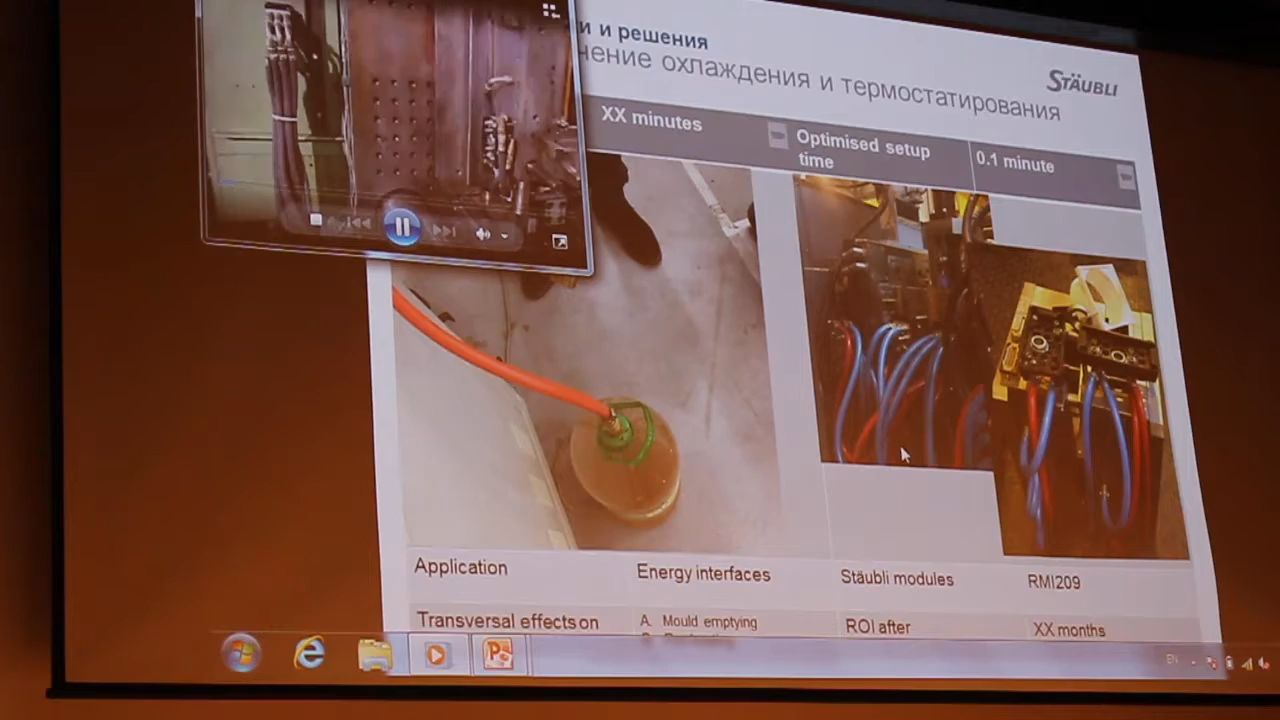 и и решения
нение охлаждения и термостатирования
STÄUBLI
XX minutes
Optimised setup
time
0.1 minute
Application
Energy interfaces
Stäubli modules
RMI209
Transversal effects on
A. Mould emptying
ROI after
XX months
EN